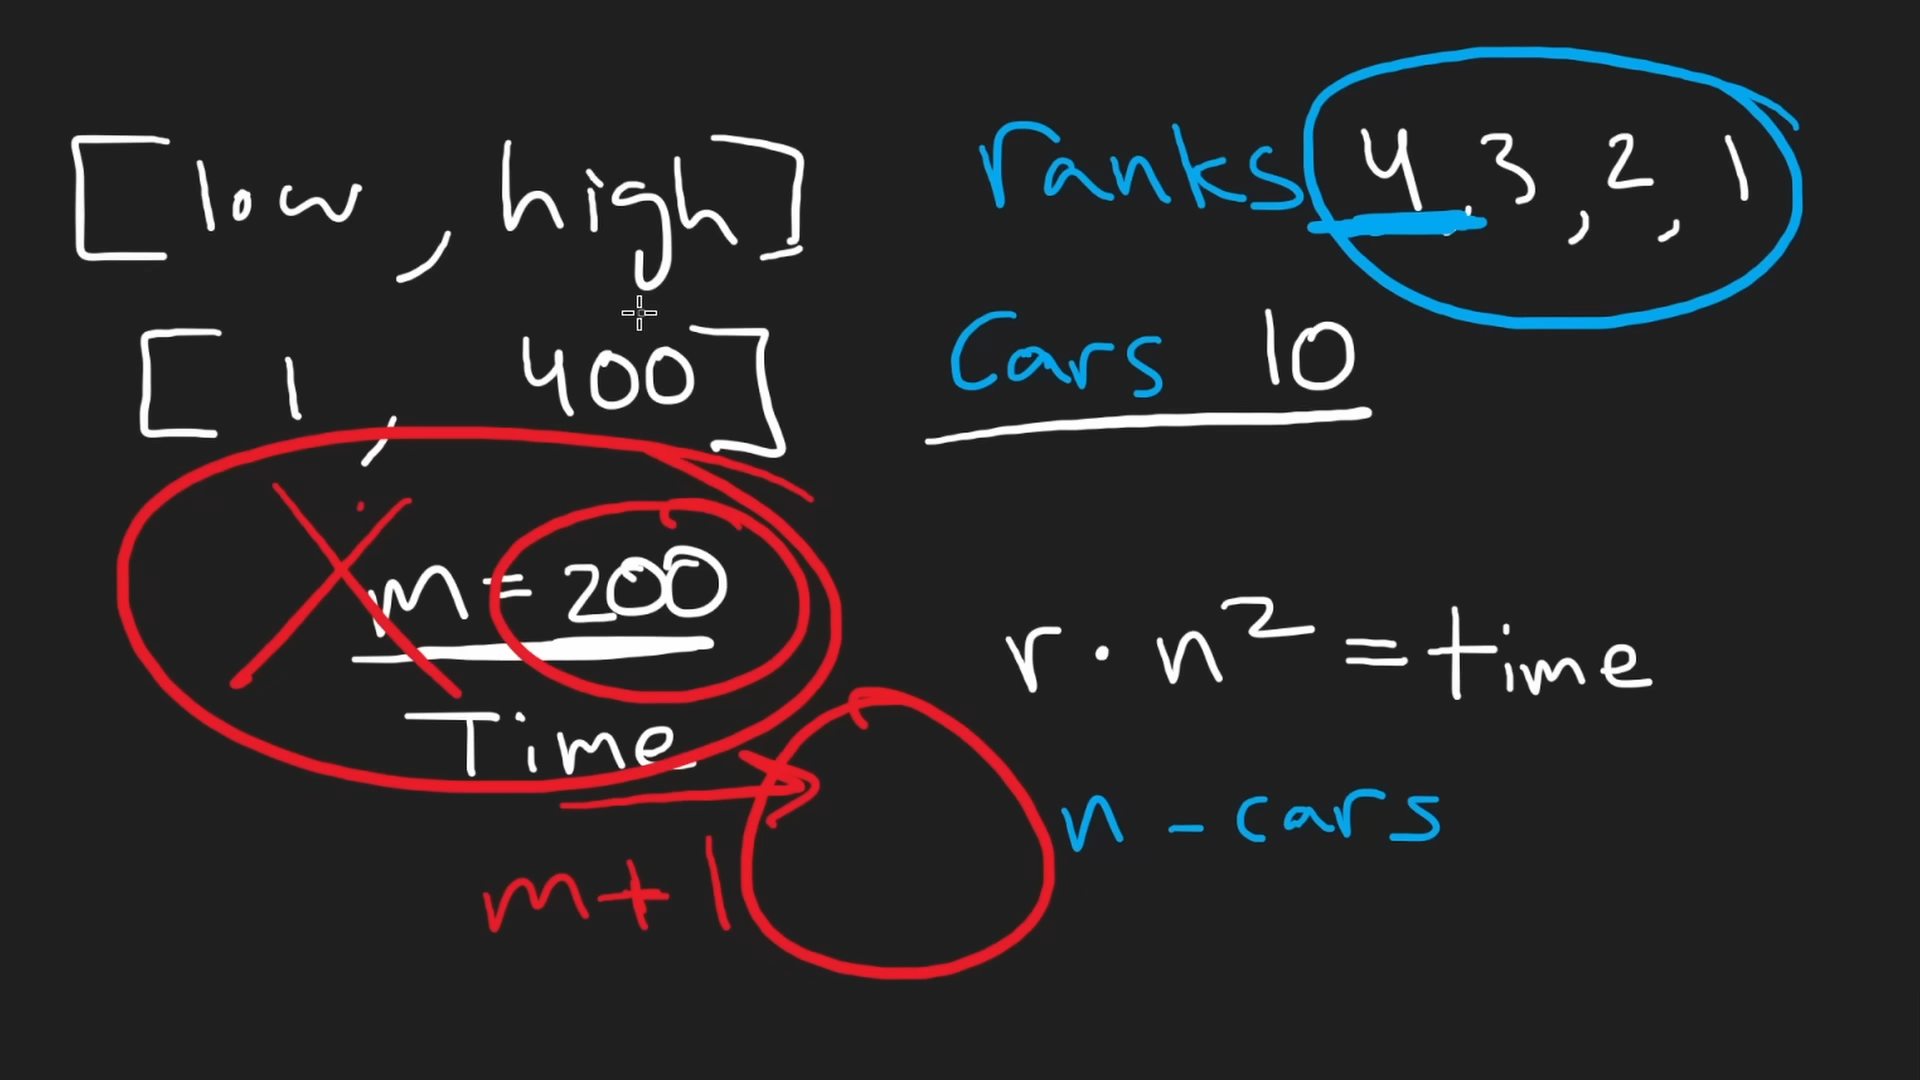 [low, high]
[1, 400]
m = 200
Time
m+1
ranks 4, 3, 2, 1
Cars 10
r · n² = time
n - cars